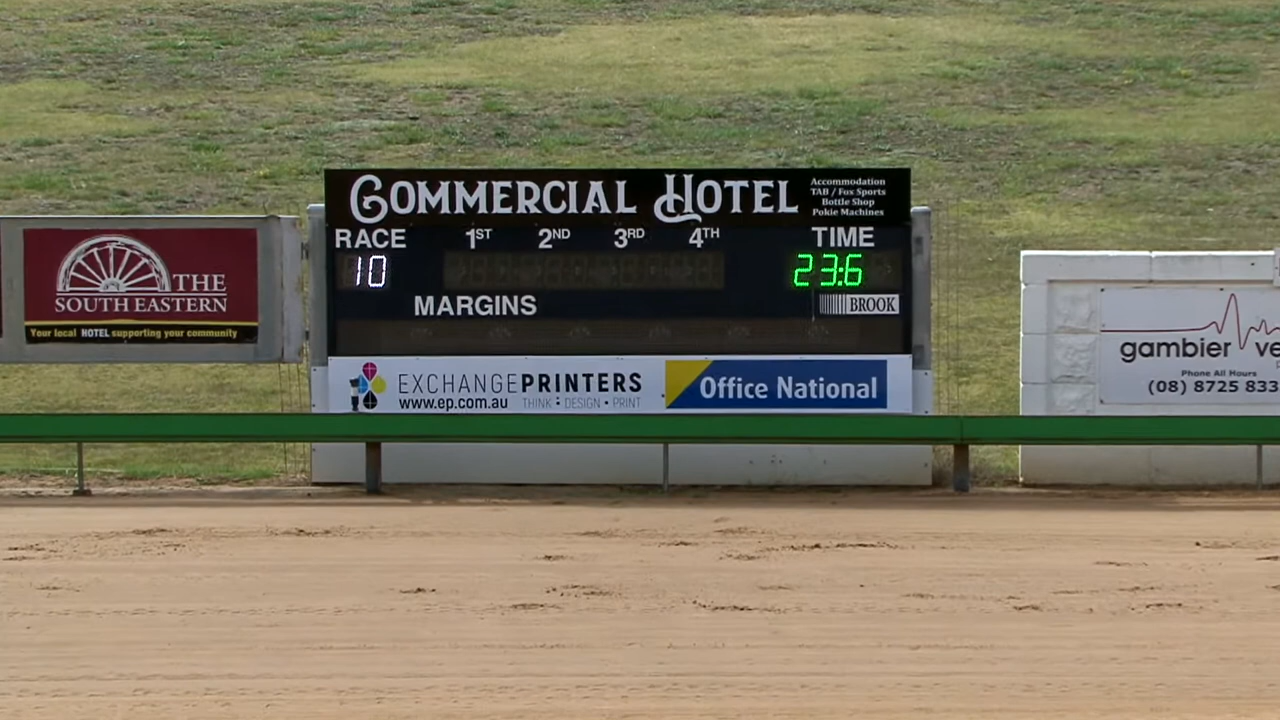 COMMERCIAL HOTEL
Accommodation
TAB / Fox Sports
Bottle Shop
Pokie Machines
RACE 1ST 2ND 3RD 4TH TIME
10 23:6
MARGINS
BROOK
THE
SOUTH EASTERN
Your local HOTEL supporting your community
EXCHANGEPRINTERS
www.ep.com.au THINK • DESIGN • PRINT
Office National
gambier ve
Phone All Hours
(08) 8725 833